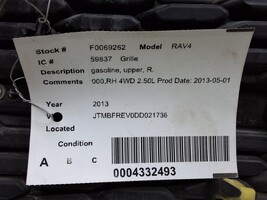 Stock # F0069262 Model RAV4
IC # 59837 Grille
Description gasoline, upper, R.
Comments 000,RH 4WD 2.50L Prod Date: 2013-05-01
Year 2013
JTMBFREV0DD021736
Located
Condition
A B C
0004332493